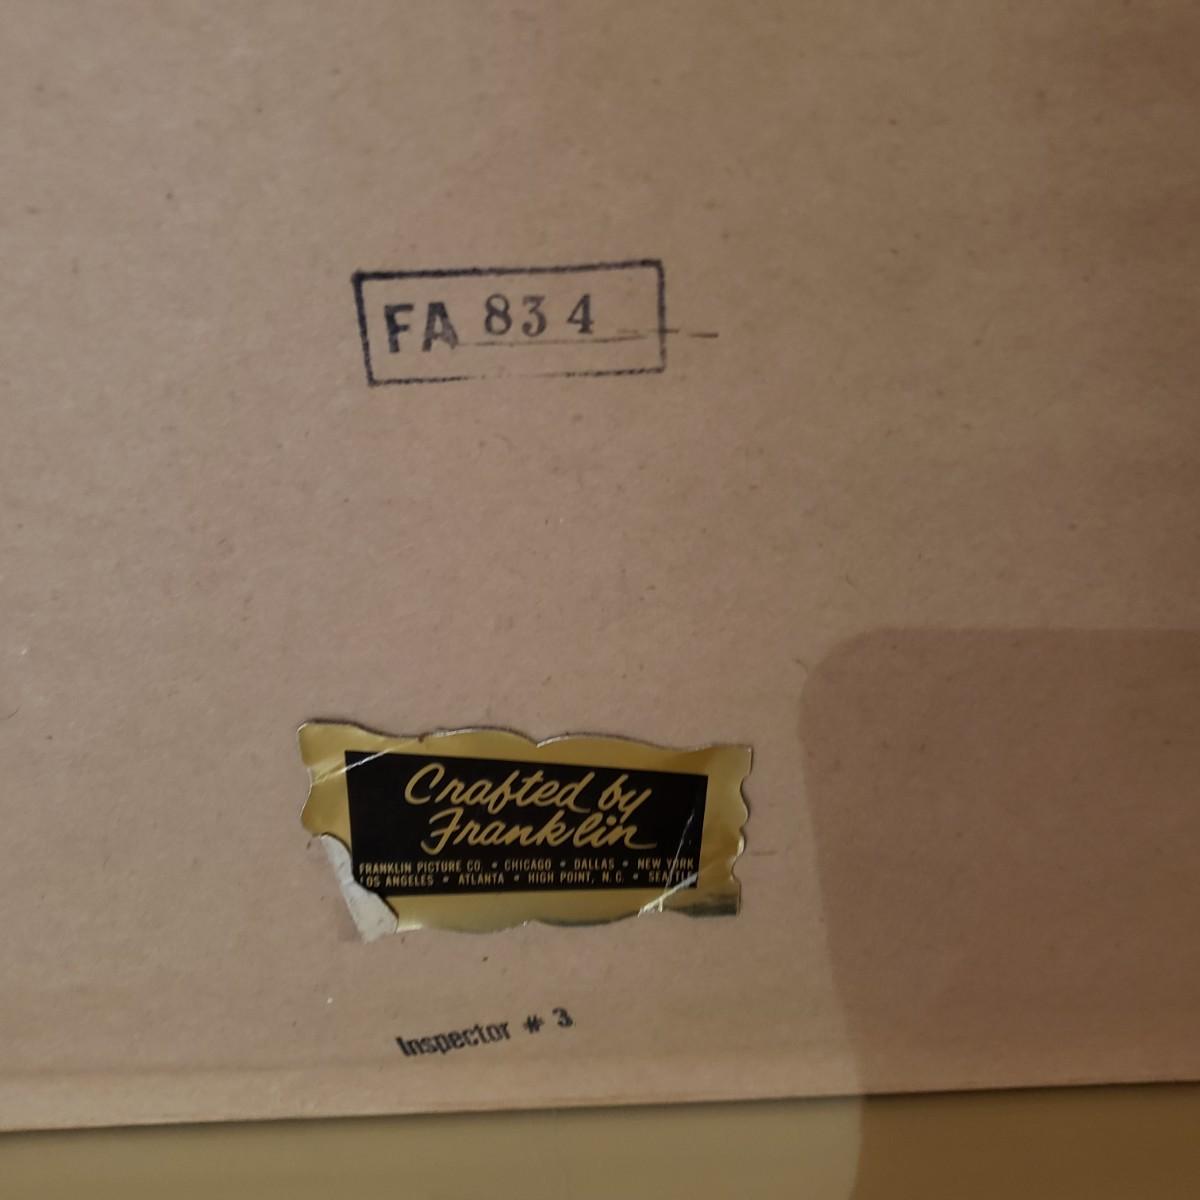 FA 834
Crafted by
Franklin
FRANKLIN PICTURE CO. • CHICAGO • DALLAS • NEW YORK
LOS ANGELES • ATLANTA • HIGH POINT, N. C. • SEATTLE
Inspector # 3